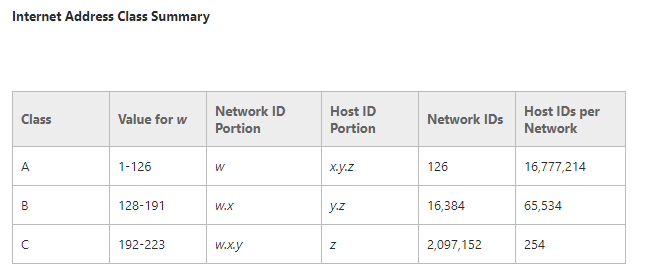 Internet Address Class Summary
Class Value for w Network ID Portion Host ID Portion Network IDs Host IDs per Network
A 1-126 w x.y.z 126 16,777,214
B 128-191 w.x y.z 16,384 65,534
C 192-223 w.x.y z 2,097,152 254